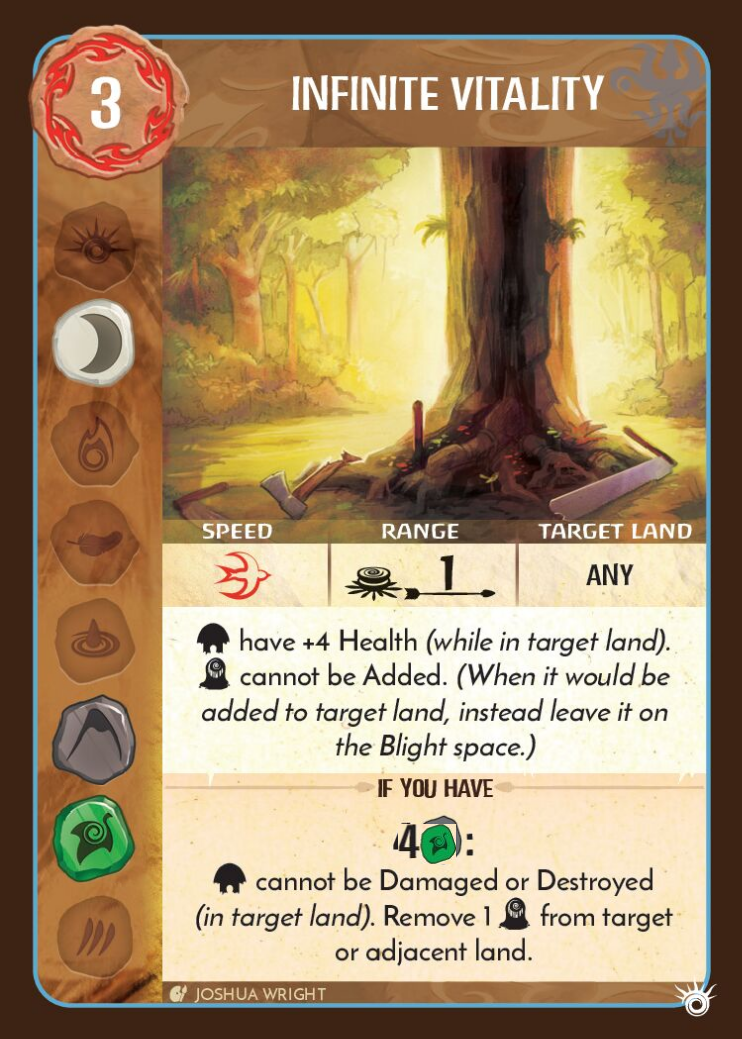 3
INFINITE VITALITY
SPEED RANGE TARGET LAND
1 ANY
have +4 Health (while in target land).
cannot be Added. (When it would be
added to target land, instead leave it on
the Blight space.)
IF YOU HAVE
4 :
cannot be Damaged or Destroyed
(in target land). Remove 1 from target
or adjacent land.
JOSHUA WRIGHT